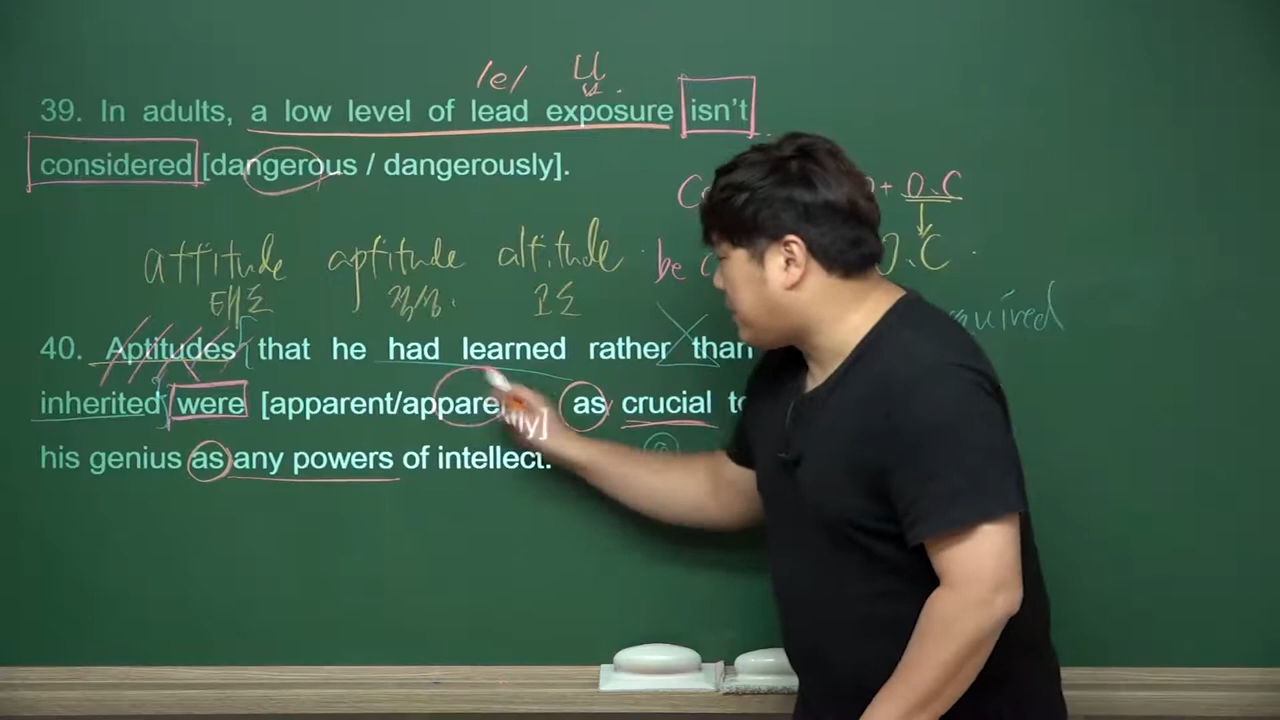 /e/
39. In adults, a low level of lead exposure isn't
considered [dangerous / dangerously].
+ O.C
attitude aptitude altitude be
태도 적성. 고도
40. Aptitudes that he had learned rather than
inherited were [apparent/appare ntly] as crucial
his genius as any powers of intellect.